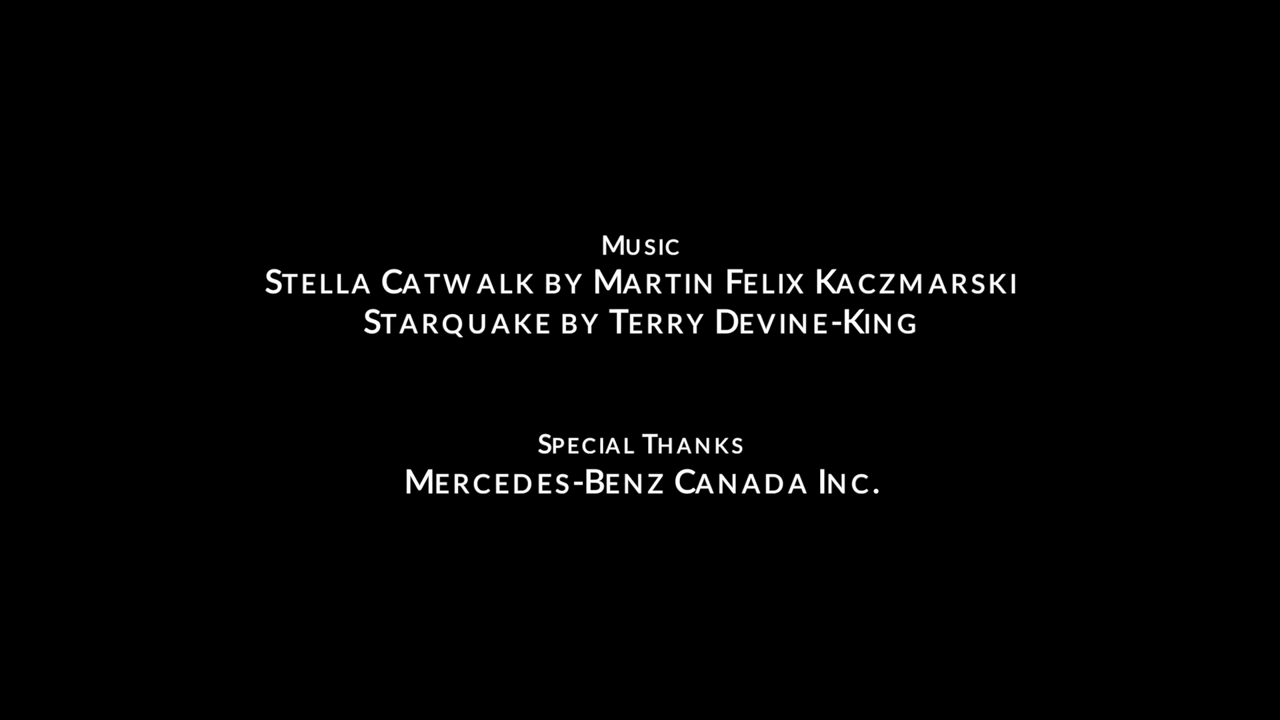 Music
Stella Catwalk by Martin Felix Kaczmarski
Starquake by Terry Devine-King
Special Thanks
Mercedes-Benz Canada Inc.